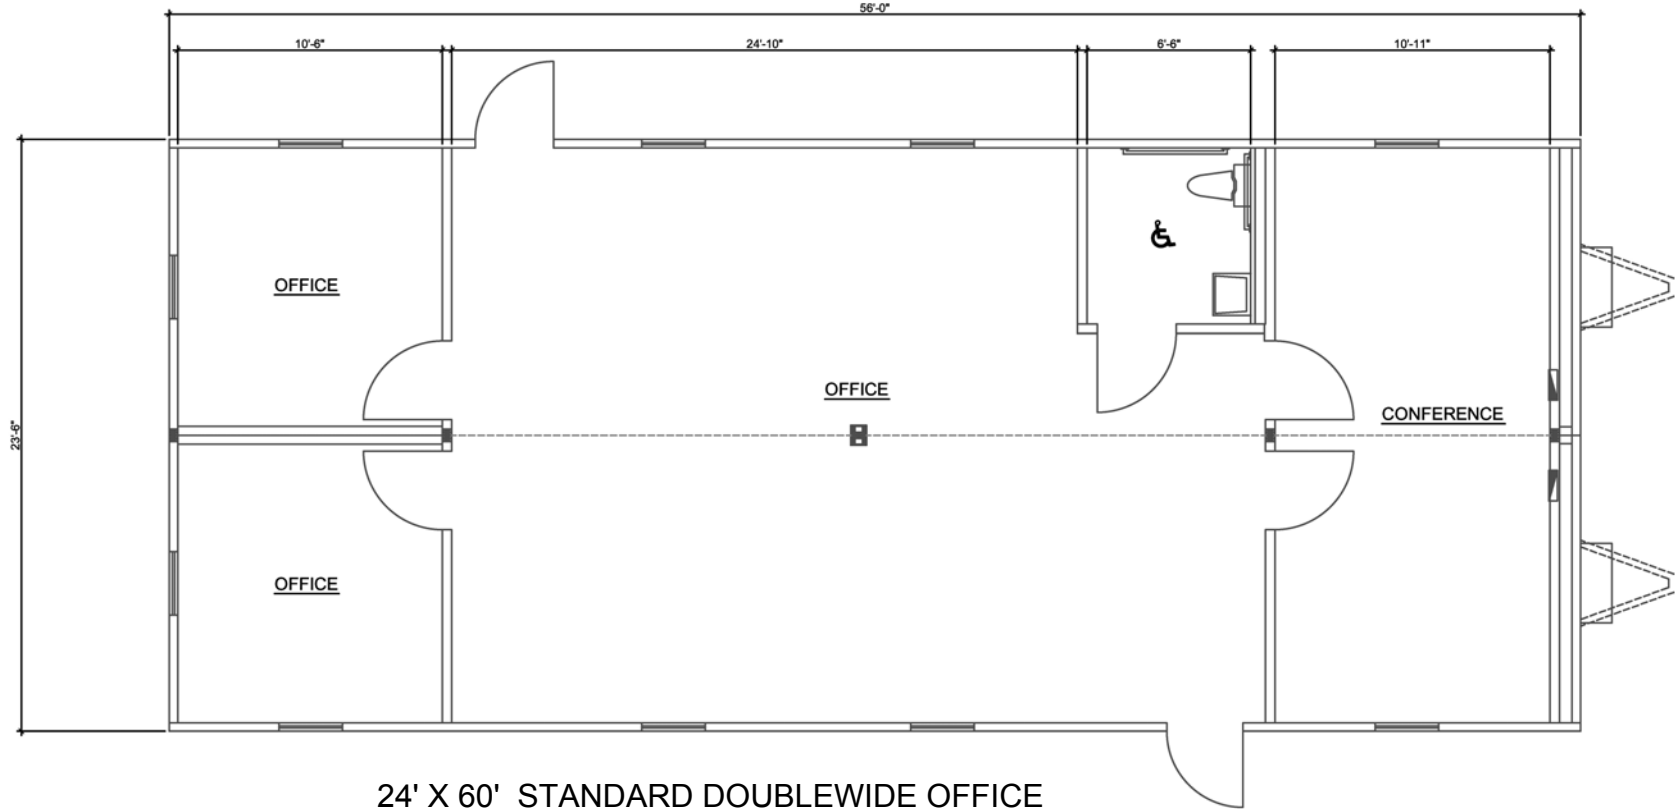 56'-0"
10'-6"
24'-10"
6'-6"
10'-11"
23'-6"
OFFICE
OFFICE
CONFERENCE
OFFICE
24' X 60' STANDARD DOUBLEWIDE OFFICE